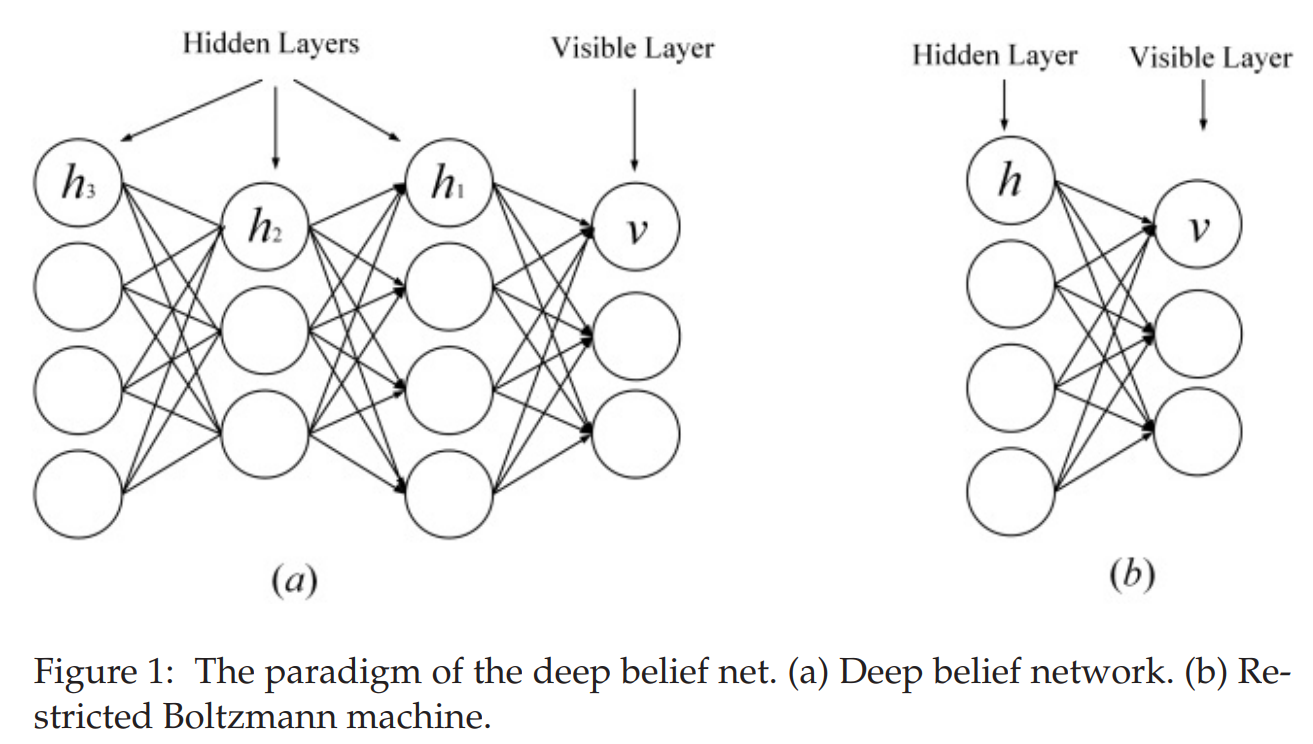 Hidden Layers
Visible Layer
h₃
h₂
h₁
v
(a)
Hidden Layer
Visible Layer
h
v
(b)
Figure 1: The paradigm of the deep belief net. (a) Deep belief network. (b) Re-
stricted Boltzmann machine.